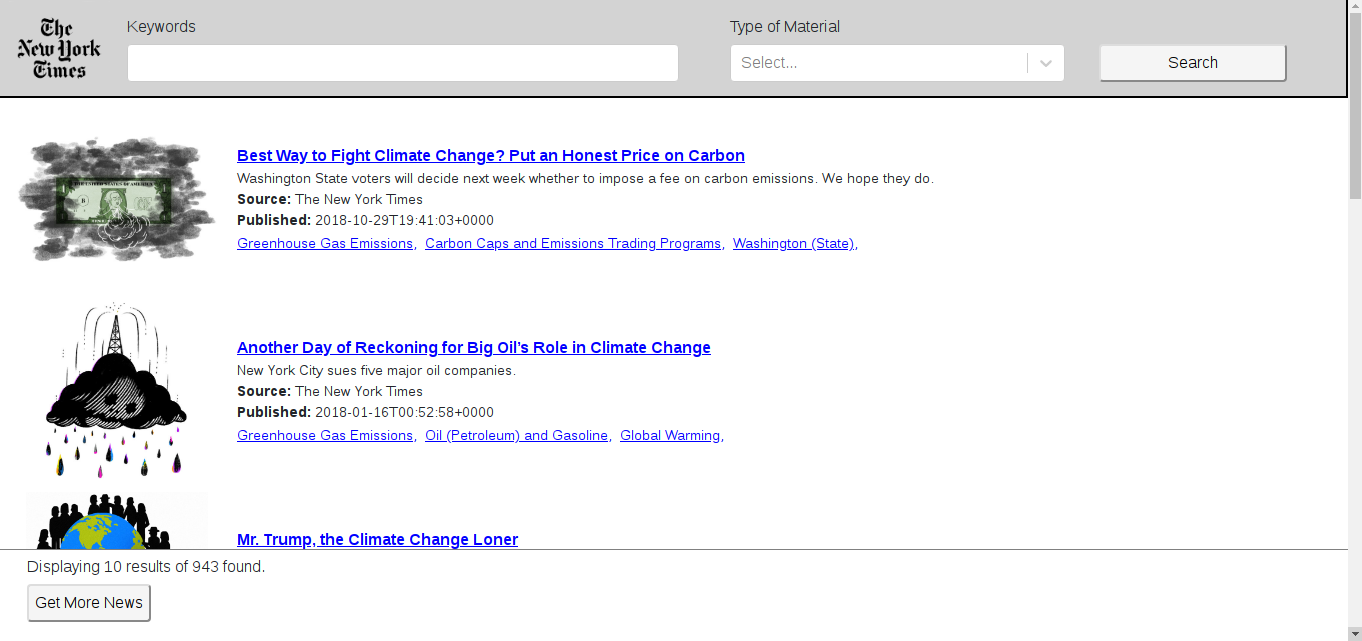 The
New York
Times
Keywords
Type of Material
Select...
Search
THE UNITED STATES OF AMERICA
B
Best Way to Fight Climate Change? Put an Honest Price on Carbon
Washington State voters will decide next week whether to impose a fee on carbon emissions. We hope they do.
Source: The New York Times
Published: 2018-10-29T19:41:03+0000
Greenhouse Gas Emissions, Carbon Caps and Emissions Trading Programs, Washington (State),
Another Day of Reckoning for Big Oil’s Role in Climate Change
New York City sues five major oil companies.
Source: The New York Times
Published: 2018-01-16T00:52:58+0000
Greenhouse Gas Emissions, Oil (Petroleum) and Gasoline, Global Warming,
Mr. Trump, the Climate Change Loner
Displaying 10 results of 943 found.
Get More News